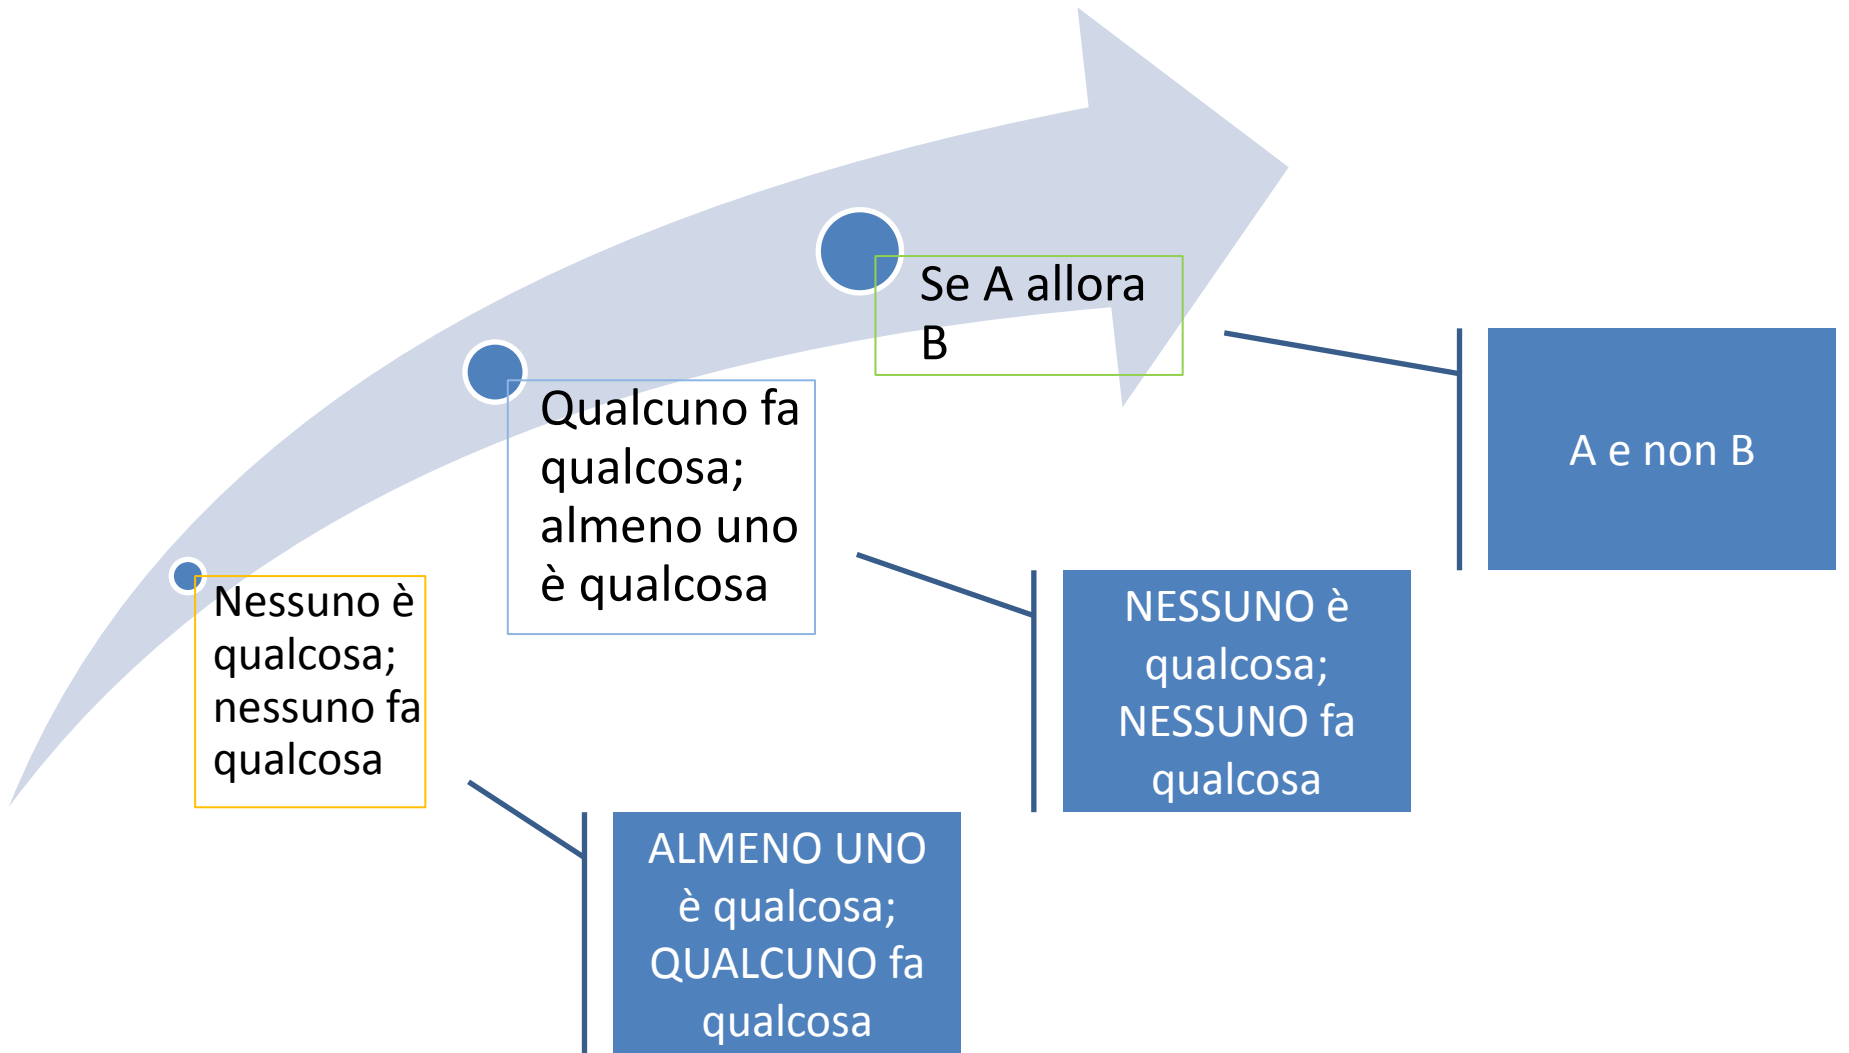 Se A allora
B
A e non B
Qualcuno fa
qualcosa;
almeno uno
è qualcosa
NESSUNO è
qualcosa;
NESSUNO fa
qualcosa
Nessuno è
qualcosa;
nessuno fa
qualcosa
ALMENO UNO
è qualcosa;
QUALCUNO fa
qualcosa